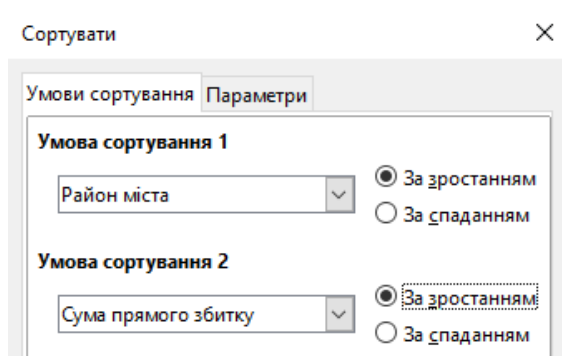 Сортувати
Умови сортування Параметри
Умова сортування 1
Район міста
За зростанням
За спаданням
Умова сортування 2
Сума прямого збитку
За зростанням
За спаданням